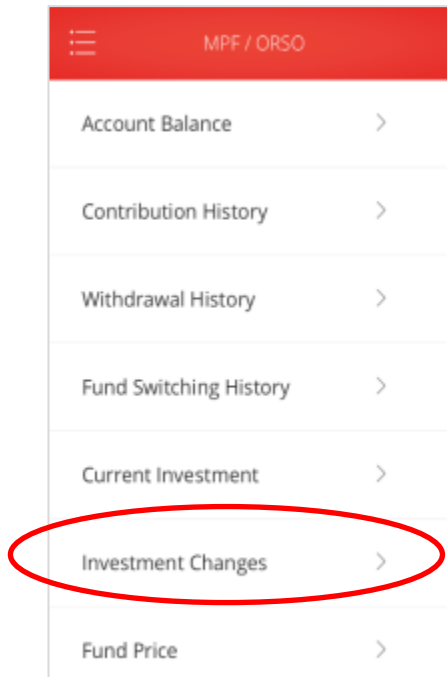 MPF / ORSO
Account Balance
Contribution History
Withdrawal History
Fund Switching History
Current Investment
Investment Changes
Fund Price